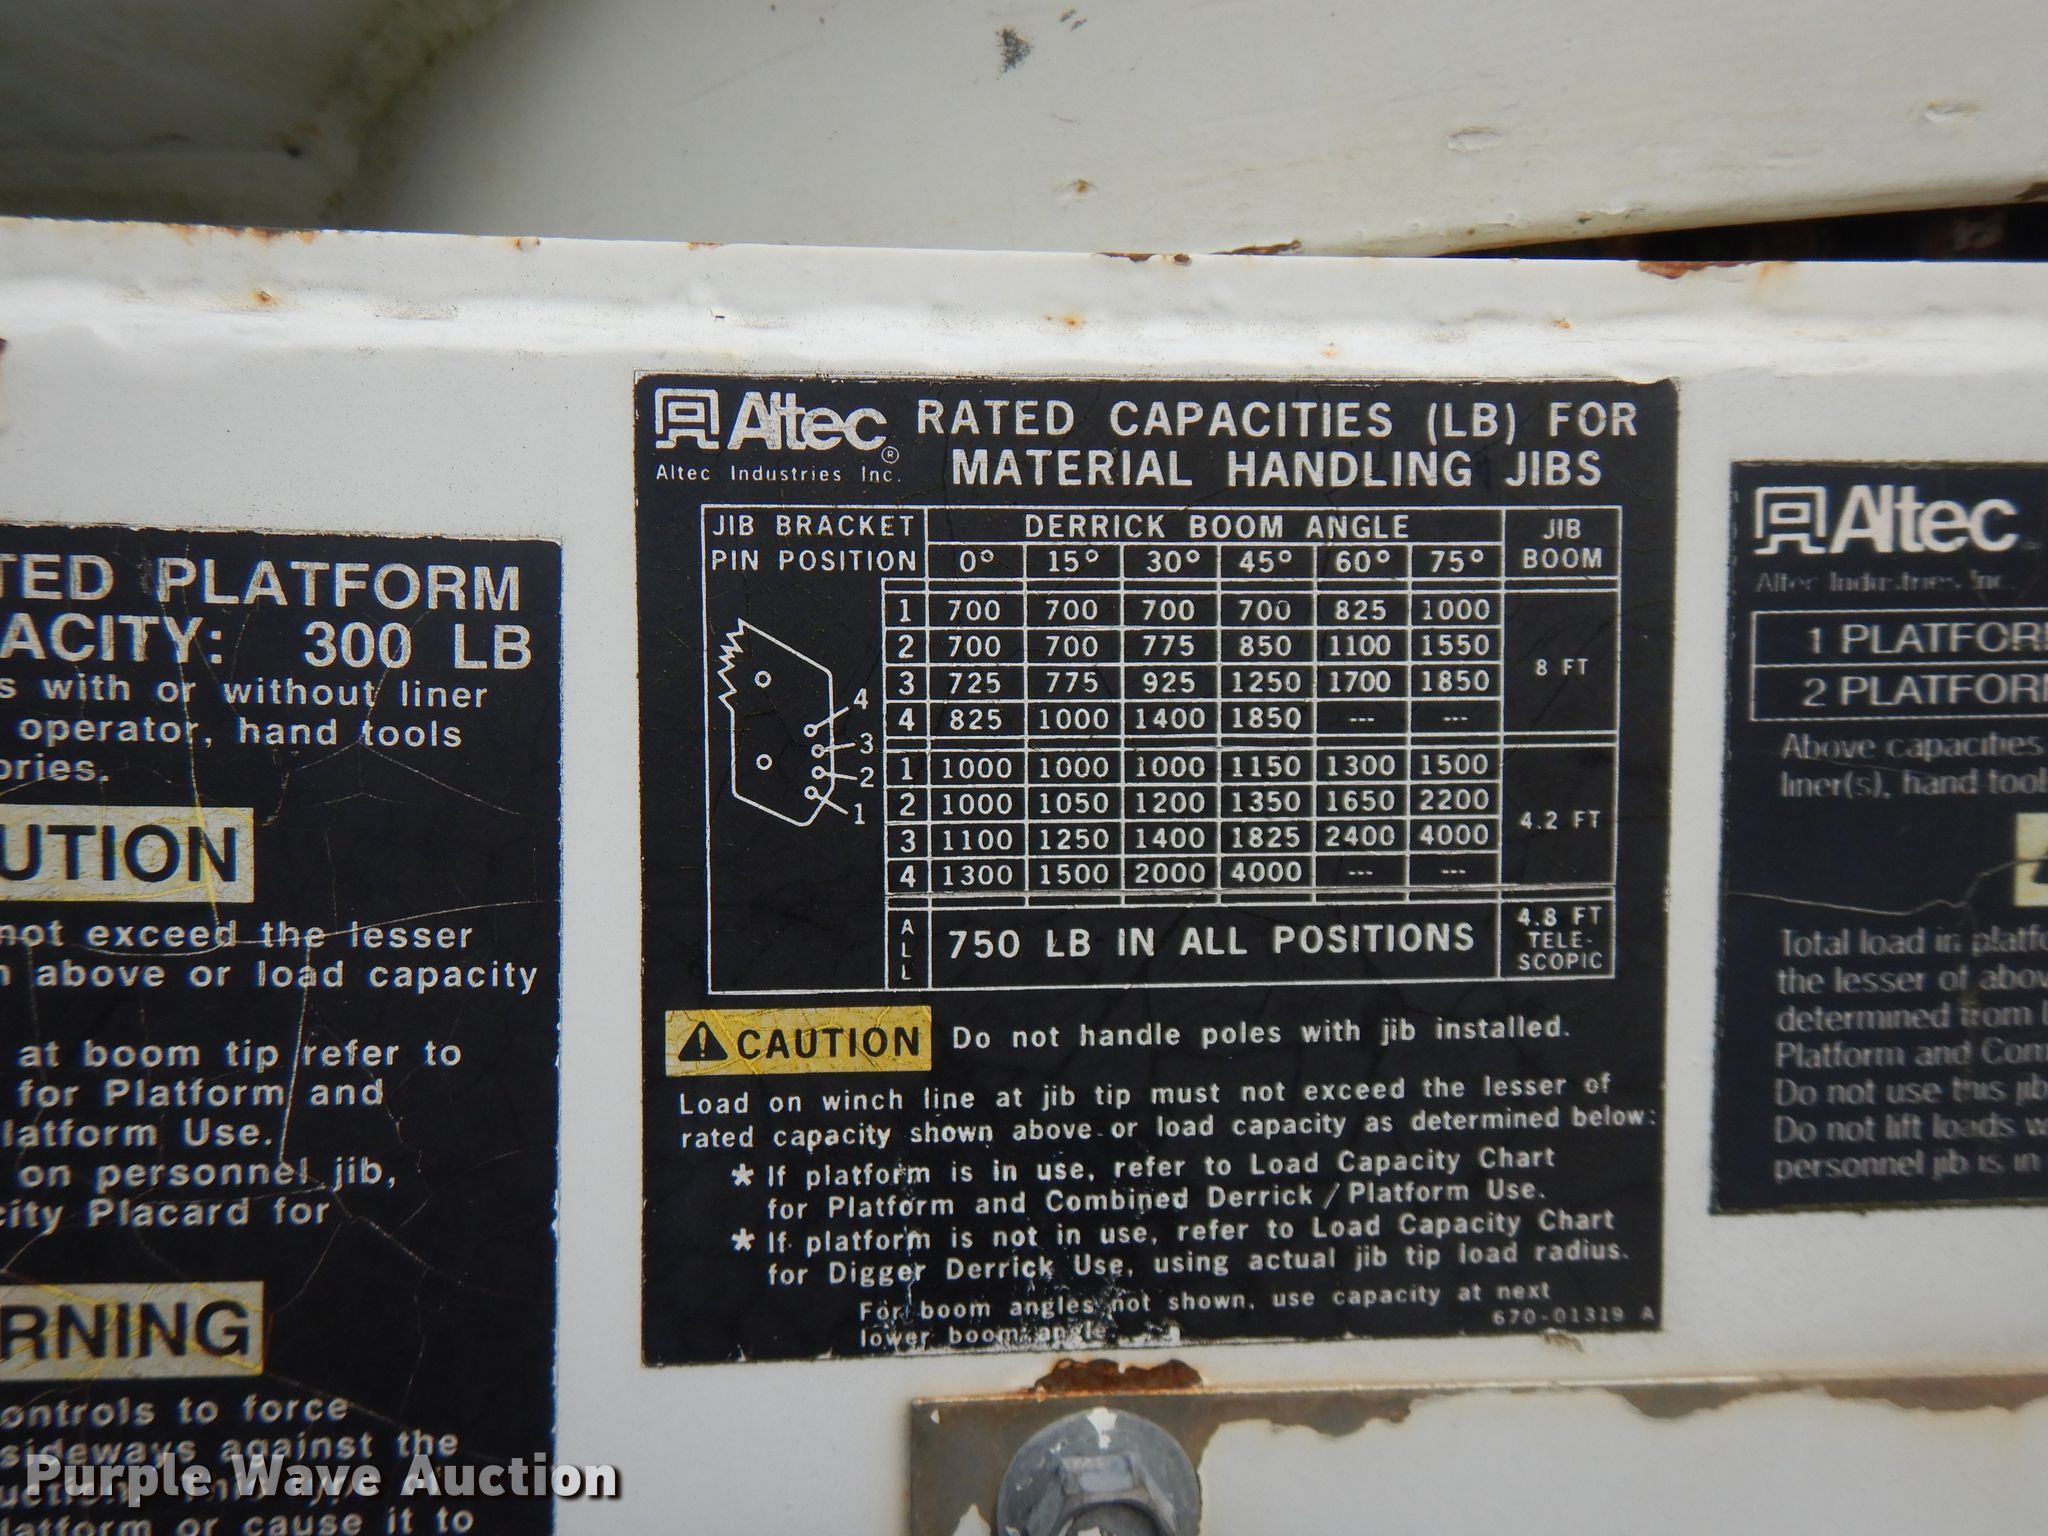 TED PLATFORM
ACITY: 300 LB
s with or without liner
operator, hand tools
ories.
UTION
not exceed the lesser
n above or load capacity
at boom tip refer to
for Platform and
latform Use.
on personnel jib,
city Placard for
RNING
ontrols to force
sideways against the
latform or cause it to
Altec®
Altec Industries Inc.
RATED CAPACITIES (LB) FOR
MATERIAL HANDLING JIBS
JIB BRACKET DERRICK BOOM ANGLE JIB
PIN POSITION 0° 15° 30° 45° 60° 75° BOOM
1 700 700 700 700 825 1000
2 700 700 775 850 1100 1550
8 FT
3 725 775 925 1250 1700 1850
4 825 1000 1400 1850 --- ---
1 1000 1000 1000 1150 1300 1500
2 1000 1050 1200 1350 1650 2200
4.2 FT
3 1100 1250 1400 1825 2400 4000
4 1300 1500 2000 4000 --- ---
4
3
2
1
ALL 750 LB IN ALL POSITIONS
4.8 FT
TELE-
SCOPIC
CAUTION Do not handle poles with jib installed.
Load on winch line at jib tip must not exceed the lesser of
rated capacity shown above or load capacity as determined below:
* If platform is in use, refer to Load Capacity Chart
for Platform and Combined Derrick / Platform Use.
* If platform is not in use, refer to Load Capacity Chart
for Digger Derrick Use, using actual jib tip load radius.
For boom angles not shown, use capacity at next
lower boom angle.
670-01319 A
Altec
Altec Industries Inc.
1 PLATFOR
2 PLATFOR
Above capacities
liner(s), hand tool
Total load in platf
the lesser of abov
determined from
Platform and Com
Do not use this jib
Do not lift loads w
personnel jib is in
Purple Wave Auction